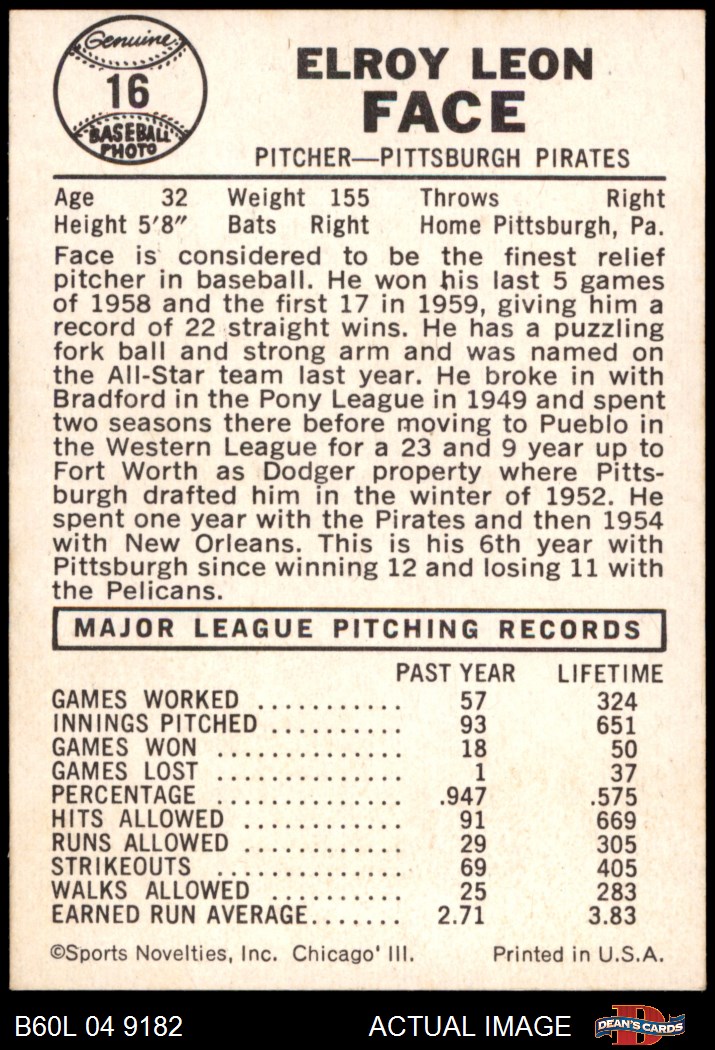 Genuine
16
BASEBALL
PHOTO
ELROY LEON
FACE
PITCHER—PITTSBURGH PIRATES
Age 32 Weight 155 Throws Right
Height 5'8" Bats Right Home Pittsburgh, Pa.
Face is considered to be the finest relief
pitcher in baseball. He won his last 5 games
of 1958 and the first 17 in 1959, giving him a
record of 22 straight wins. He has a puzzling
fork ball and strong arm and was named on
the All-Star team last year. He broke in with
Bradford in the Pony League in 1949 and spent
two seasons there before moving to Pueblo in
the Western League for a 23 and 9 year up to
Fort Worth as Dodger property where Pitts-
burgh drafted him in the winter of 1952. He
spent one year with the Pirates and then 1954
with New Orleans. This is his 6th year with
Pittsburgh since winning 12 and losing 11 with
the Pelicans.
MAJOR LEAGUE PITCHING RECORDS
PAST YEAR LIFETIME
GAMES WORKED ........... 57 324
INNINGS PITCHED .......... 93 651
GAMES WON .............. 18 50
GAMES LOST .............. 1 37
PERCENTAGE .............. .947 .575
HITS ALLOWED ............ 91 669
RUNS ALLOWED ............ 29 305
STRIKEOUTS .............. 69 405
WALKS ALLOWED .......... 25 283
EARNED RUN AVERAGE....... 2.71 3.83
©Sports Novelties, Inc. Chicago' Ill. Printed in U.S.A.
B60L 04 9182 ACTUAL IMAGE D DEAN'S CARDS